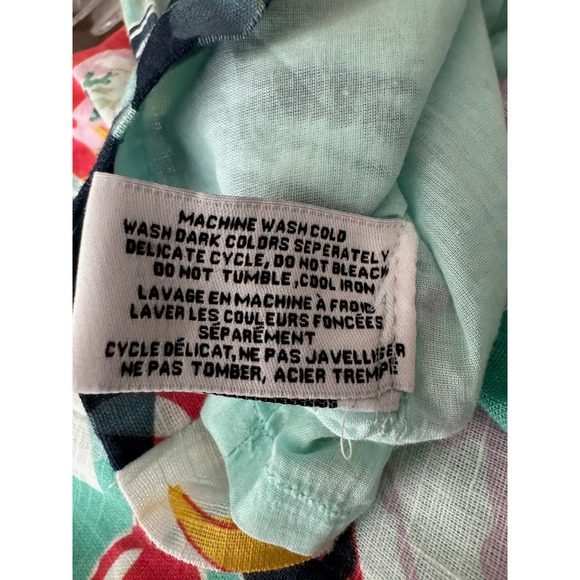 MACHINE WASH COLD
WASH DARK COLORS SEPERATELY
DELICATE CYCLE, DO NOT BLEACH
DO NOT TUMBLE ,COOL IRON
LAVAGE EN MACHINE À FROID
LAVER LES COULEURS FONCÉES
SÉPARÉMENT
CYCLE DÉLICAT, NE PAS JAVELLISER
NE PAS TOMBER, ACIER TREMPÉ